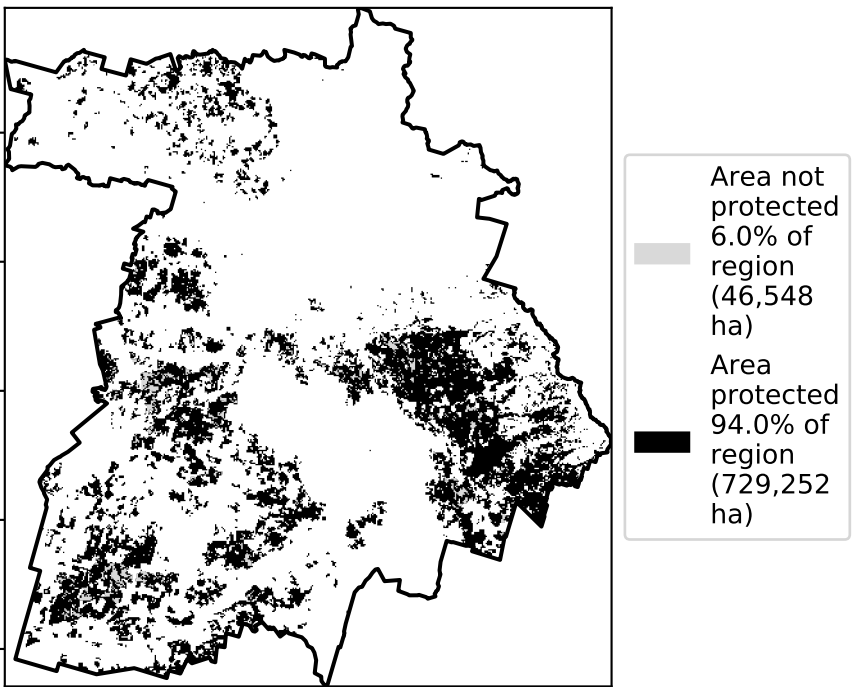 Area not
protected
6.0% of
region
(46,548
ha)
Area
protected
94.0% of
region
(729,252
ha)